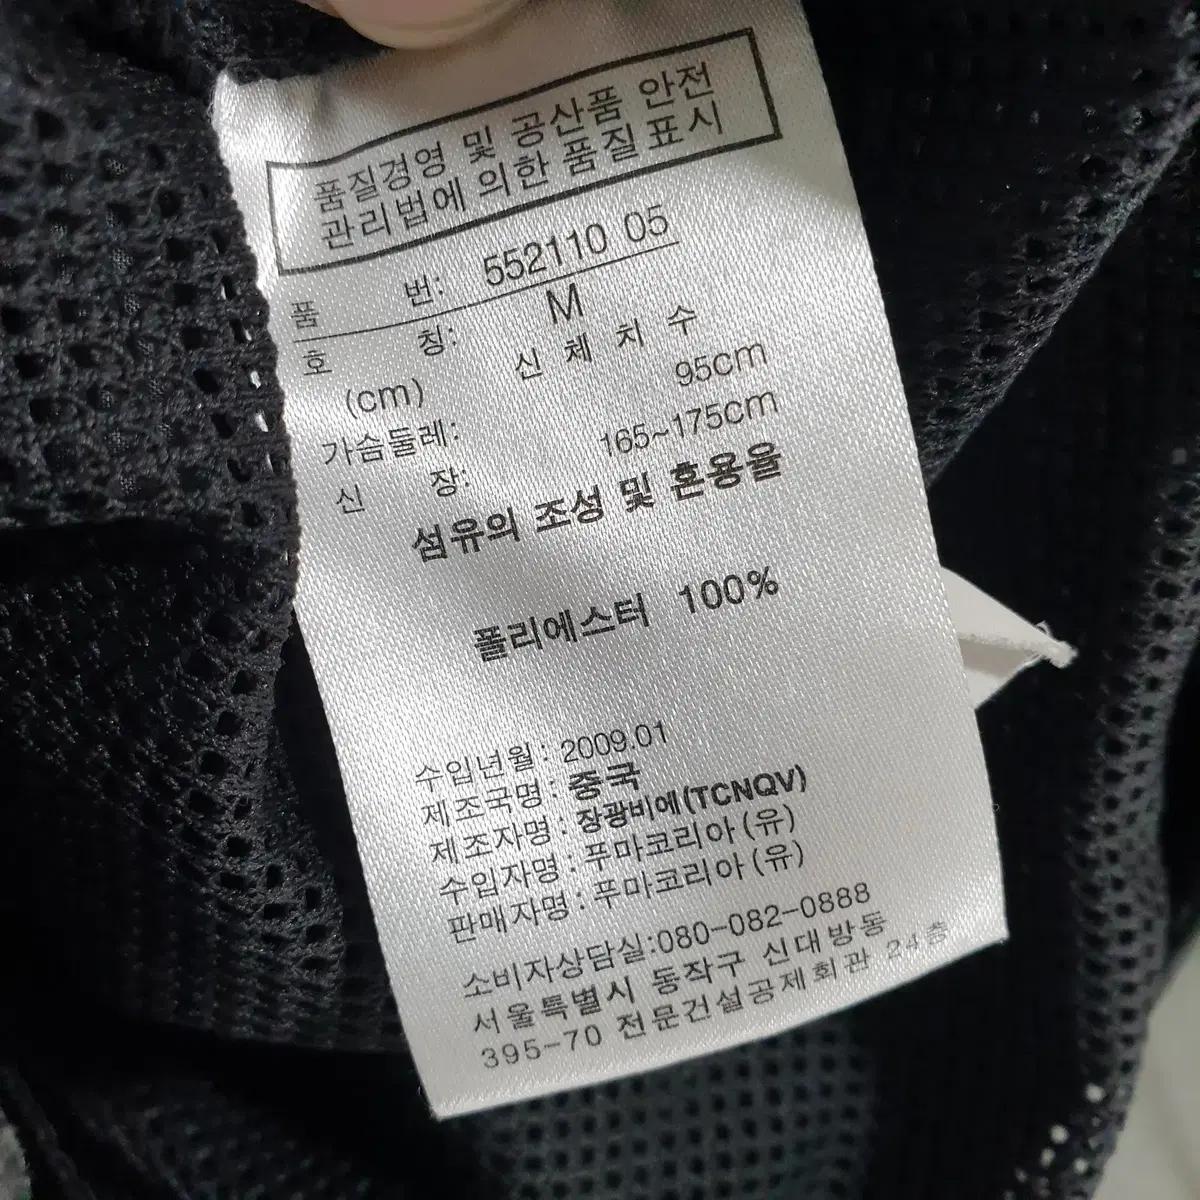 품질경영 및 공산품 안전
관리법에 의한 품질표시
품 번: 552110 05
호 칭: M
(cm) 신 체 치 수
가슴둘레: 95cm
신 장: 165~175cm
섬유의 조성 및 혼용율
폴리에스터 100%
수입년월: 2009.01
제조국명: 중국
제조자명: 장광비에(TCNQV)
수입자명: 푸마코리아(유)
판매자명: 푸마코리아(유)
소비자상담실:080-082-0888
서울특별시 동작구 신대방동
395-70 전문건설공제회관 24층